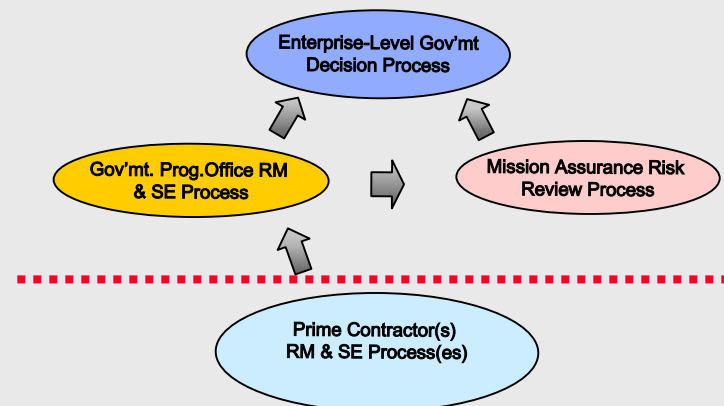 Enterprise-Level Gov'mt
Decision Process
Gov'mt. Prog.Office RM
& SE Process
Mission Assurance Risk
Review Process
Prime Contractor(s)
RM & SE Process(es)